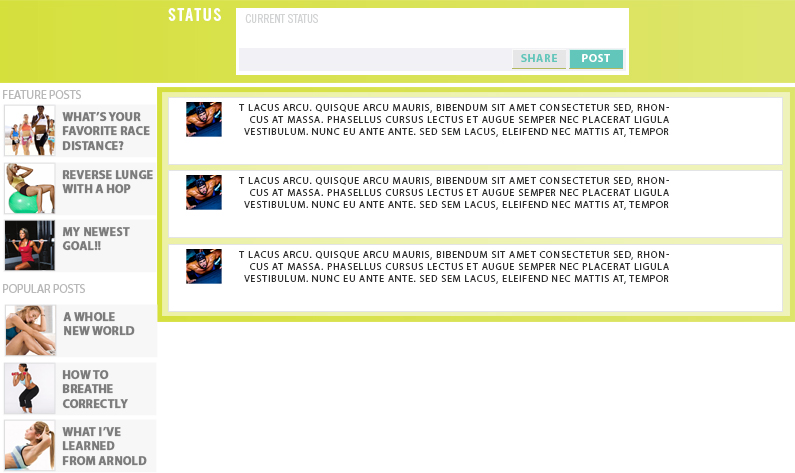 STATUS
CURRENT STATUS
SHARE
POST
FEATURE POSTS
WHAT'S YOUR
FAVORITE RACE
DISTANCE?
REVERSE LUNGE
WITH A HOP
MY NEWEST
GOAL!!
POPULAR POSTS
A WHOLE
NEW WORLD
HOW TO
BREATHE
CORRECTLY
WHAT I'VE
LEARNED
FROM ARNOLD
T LACUS ARCU. QUISQUE ARCU MAURIS, BIBENDUM SIT AMET CONSECTETUR SED, RHON-
CUS AT MASSA. PHASELLUS CURSUS LECTUS ET AUGUE SEMPER NEC PLACERAT LIGULA
VESTIBULUM. NUNC EU ANTE ANTE. SED SEM LACUS, ELEIFEND NEC MATTIS AT, TEMPOR
T LACUS ARCU. QUISQUE ARCU MAURIS, BIBENDUM SIT AMET CONSECTETUR SED, RHON-
CUS AT MASSA. PHASELLUS CURSUS LECTUS ET AUGUE SEMPER NEC PLACERAT LIGULA
VESTIBULUM. NUNC EU ANTE ANTE. SED SEM LACUS, ELEIFEND NEC MATTIS AT, TEMPOR
T LACUS ARCU. QUISQUE ARCU MAURIS, BIBENDUM SIT AMET CONSECTETUR SED, RHON-
CUS AT MASSA. PHASELLUS CURSUS LECTUS ET AUGUE SEMPER NEC PLACERAT LIGULA
VESTIBULUM. NUNC EU ANTE ANTE. SED SEM LACUS, ELEIFEND NEC MATTIS AT, TEMPOR